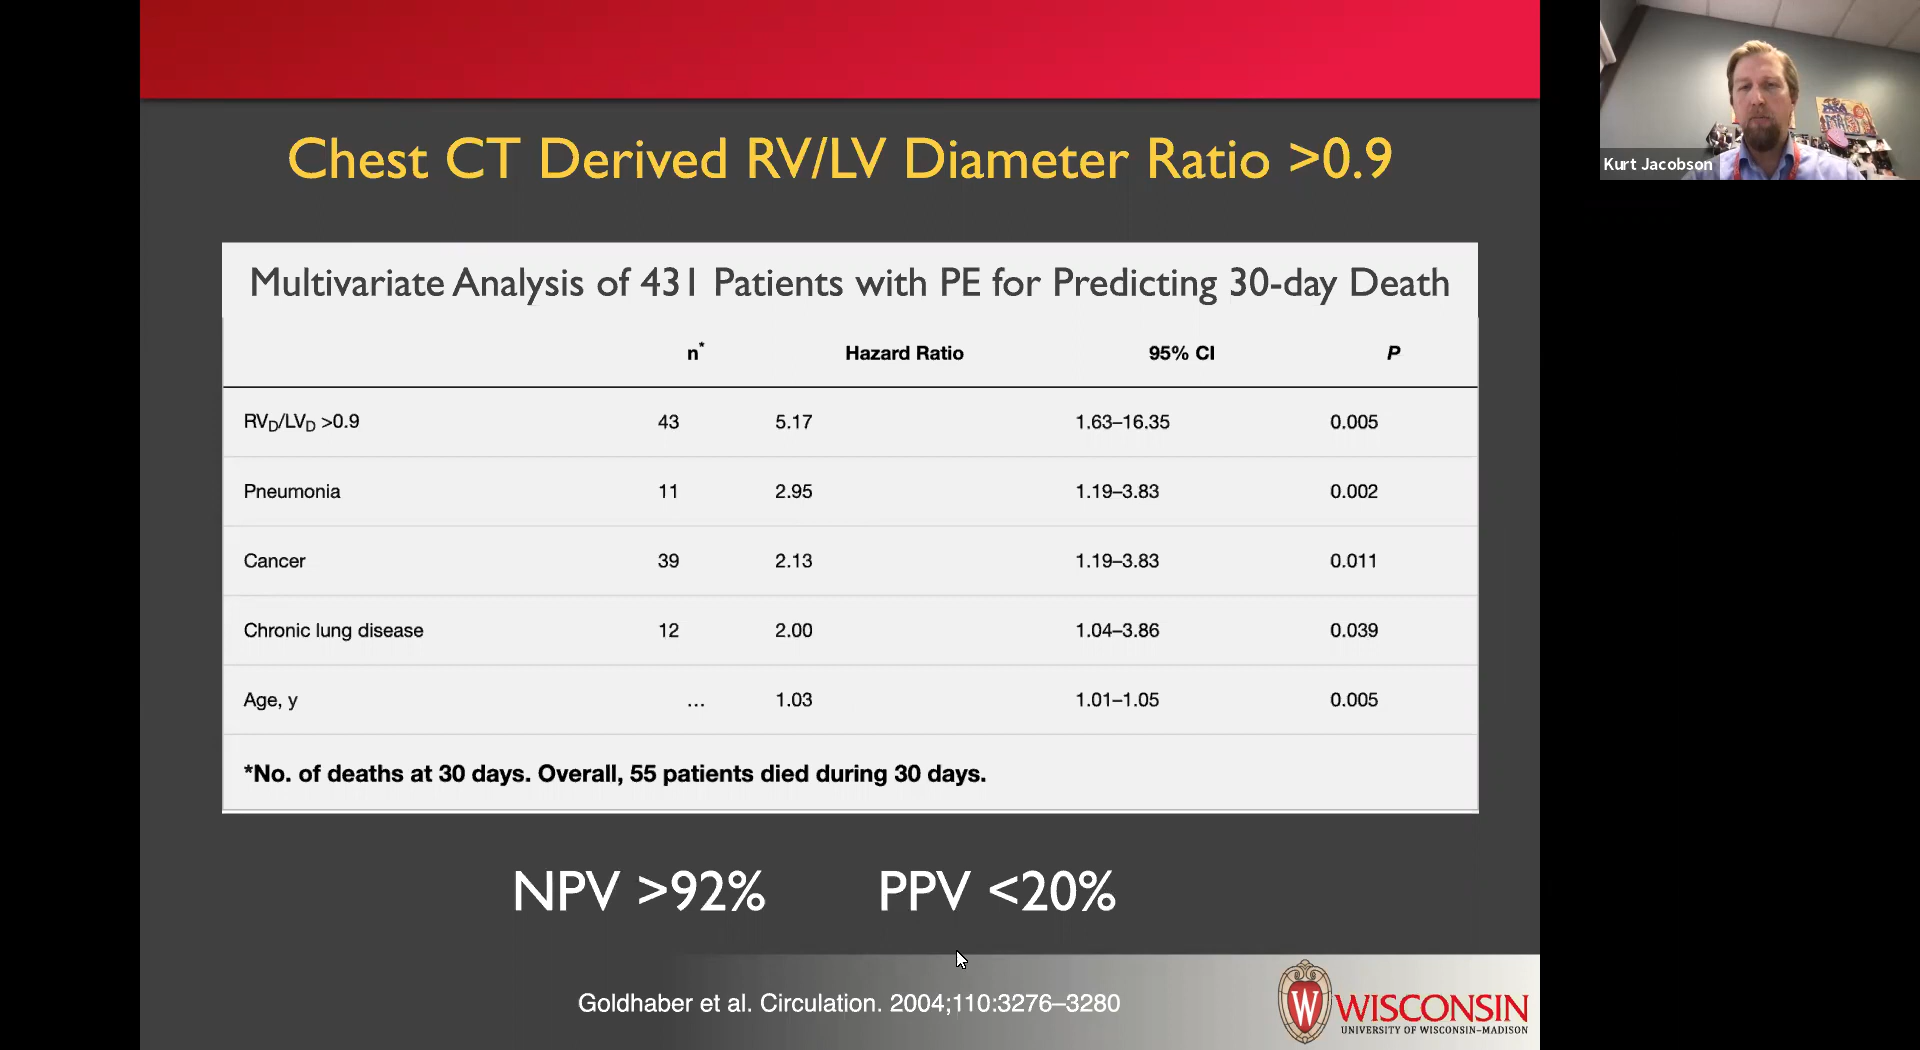 Chest CT Derived RV/LV Diameter Ratio >0.9
Kurt Jacobson
Multivariate Analysis of 431 Patients with PE for Predicting 30-day Death
n* Hazard Ratio 95% CI P
RVD/LVD >0.9 43 5.17 1.63–16.35 0.005
Pneumonia 11 2.95 1.19–3.83 0.002
Cancer 39 2.13 1.19–3.83 0.011
Chronic lung disease 12 2.00 1.04–3.86 0.039
Age, y ... 1.03 1.01–1.05 0.005
*No. of deaths at 30 days. Overall, 55 patients died during 30 days.
NPV >92% PPV <20%
Goldhaber et al. Circulation. 2004;110:3276–3280
W WISCONSIN
UNIVERSITY OF WISCONSIN–MADISON